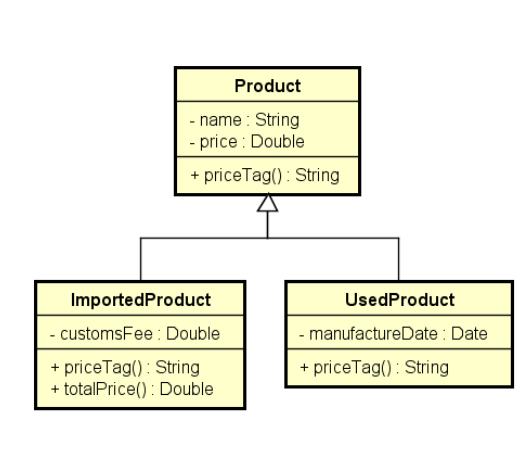 Product
- name : String
- price : Double
+ priceTag() : String
ImportedProduct
- customsFee : Double
+ priceTag() : String
+ totalPrice() : Double
UsedProduct
- manufactureDate : Date
+ priceTag() : String